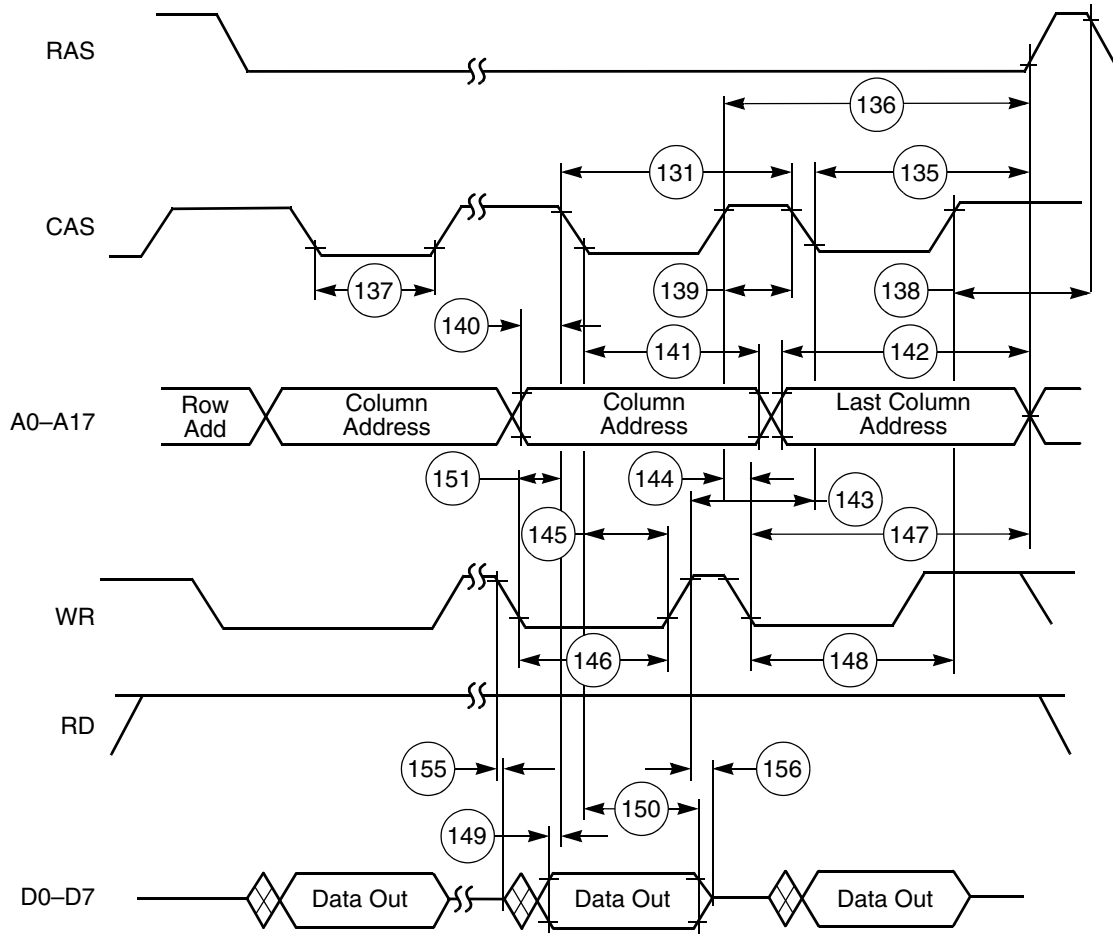 RAS
136
131
135
CAS
137
139
138
140
141
142
A0–A17
Row
Add
Column
Address
Column
Address
Last Column
Address
151
144
143
145
147
WR
146
148
RD
155
156
150
149
D0–D7
Data Out
Data Out
Data Out